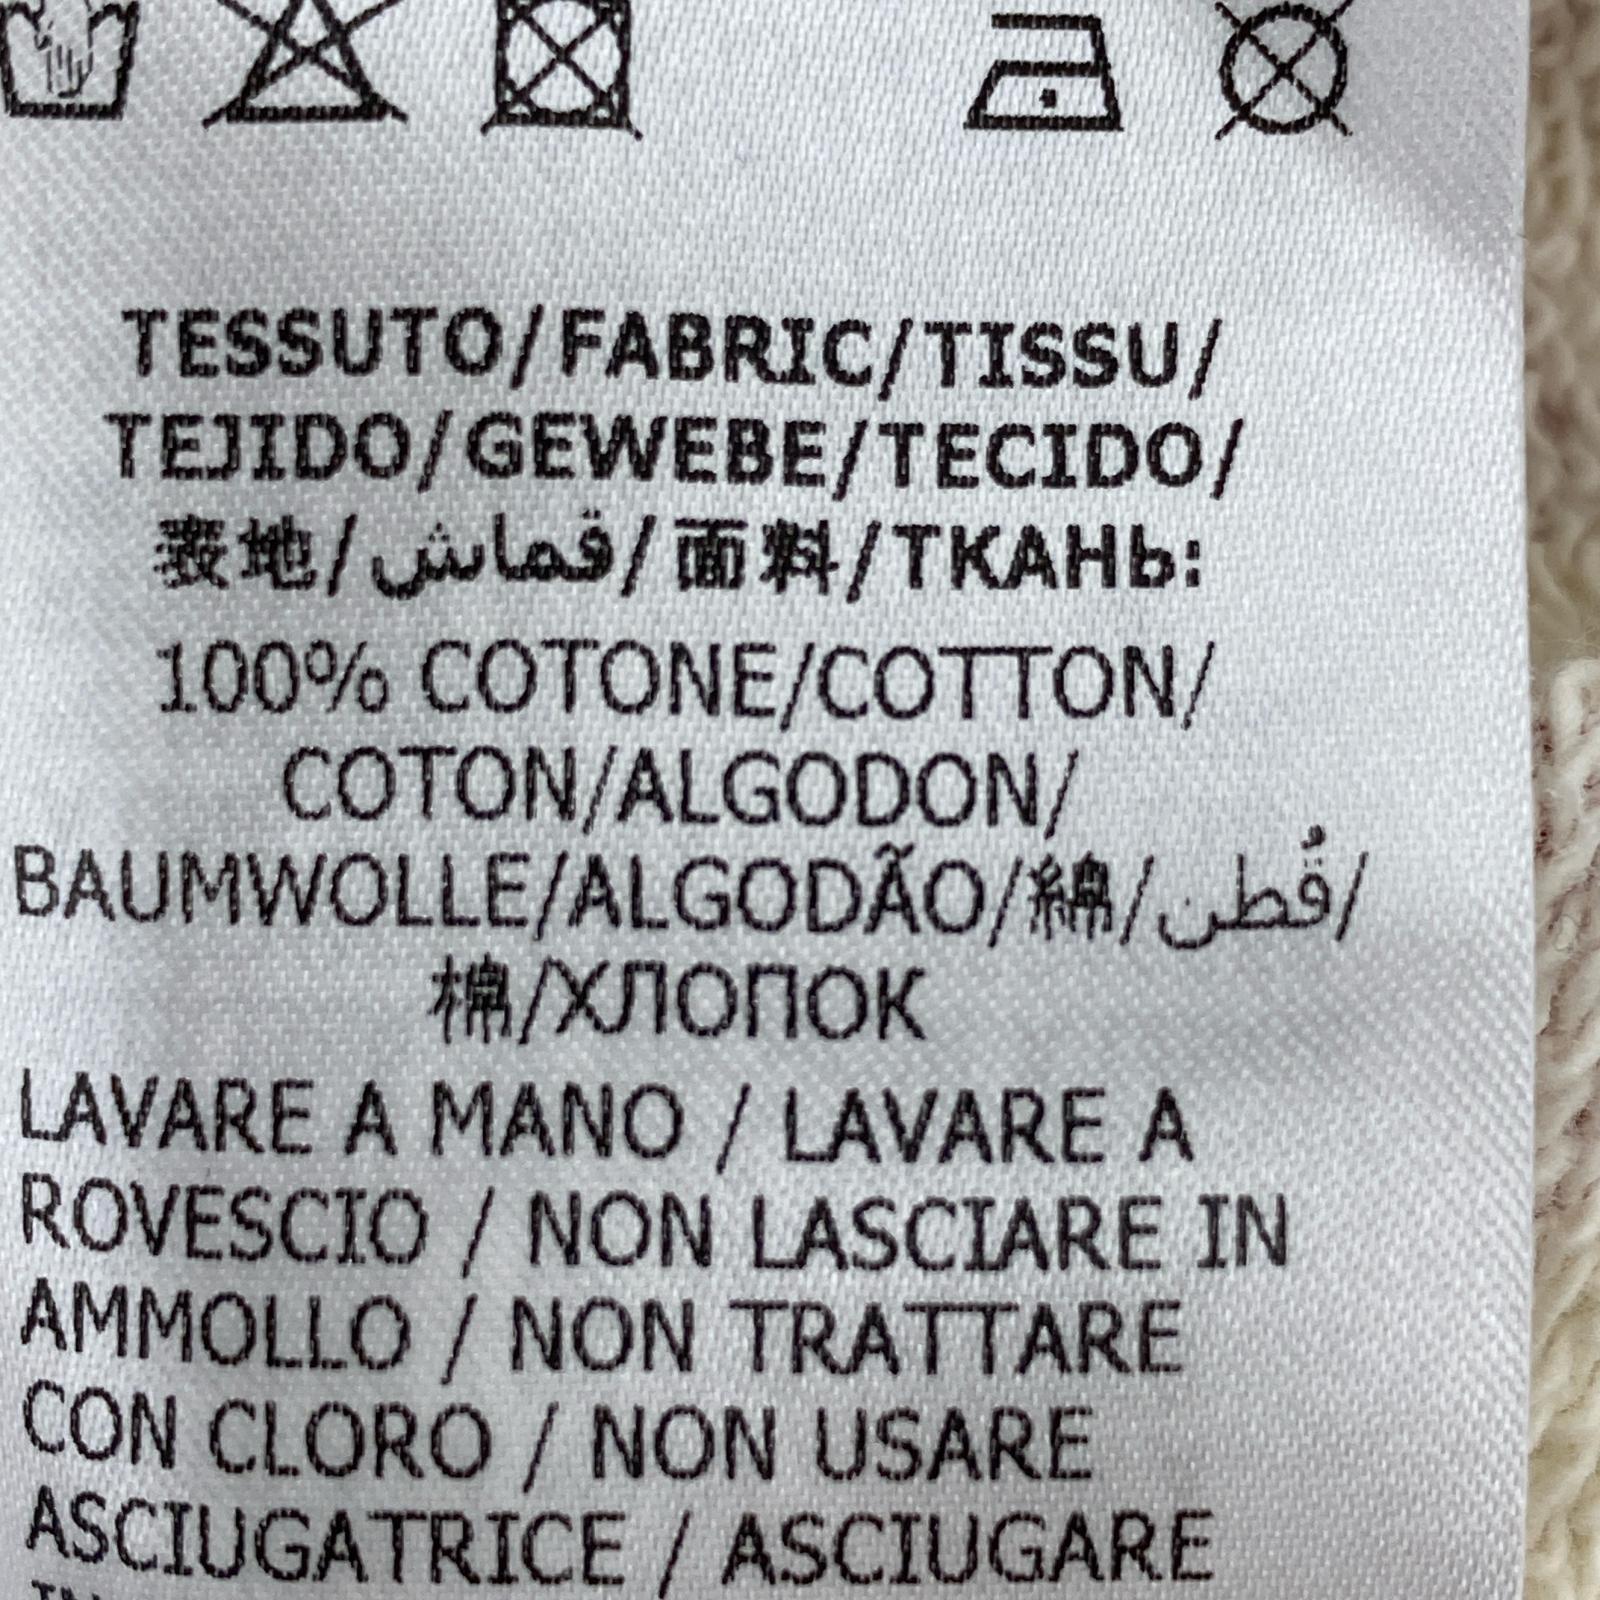 TESSUTO/FABRIC/TISSU/
TEJIDO/GEWEBE/TECIDO/
表地/قماش/面料/ТКАНЬ:
100% COTONE/COTTON/
COTON/ALGODON/
BAUMWOLLE/ALGODÃO/綿/قُطن/
棉/ХЛОПОК
LAVARE A MANO / LAVARE A
ROVESCIO / NON LASCIARE IN
AMMOLLO / NON TRATTARE
CON CLORO / NON USARE
ASCIUGATRICE / ASCIUGARE